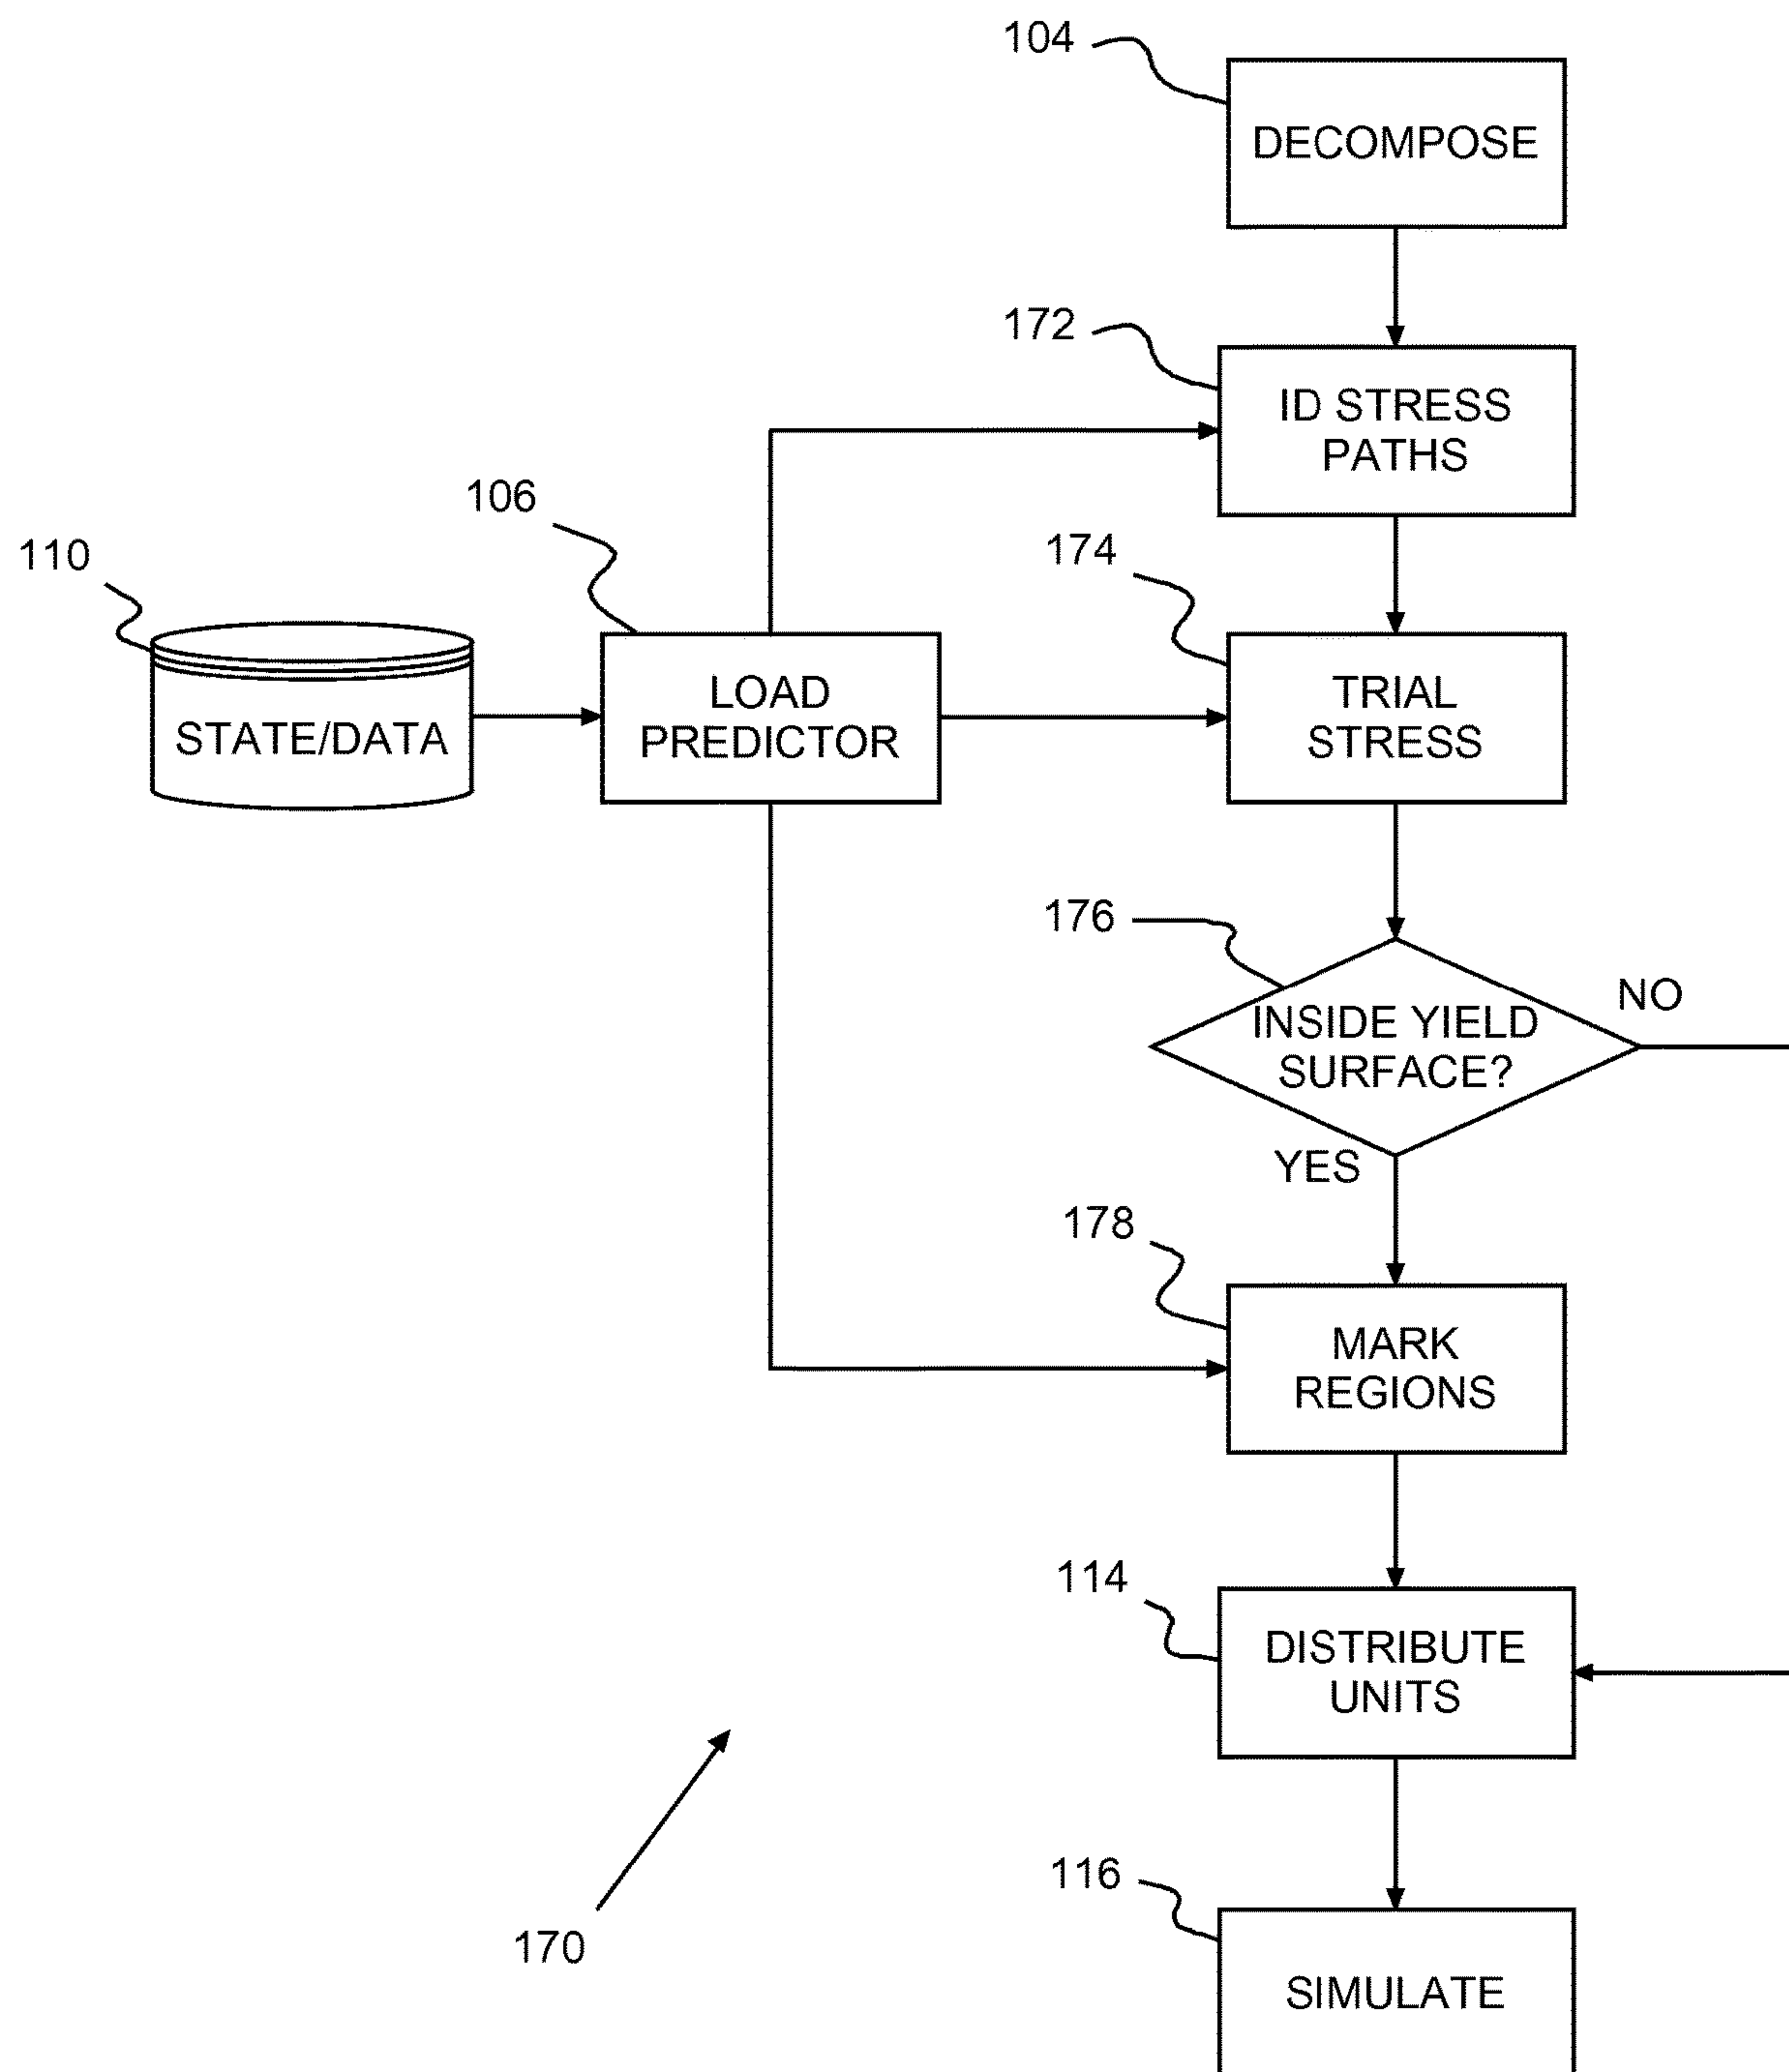 104
DECOMPOSE
172
ID STRESS
PATHS
106
110
174
STATE/DATA
LOAD
PREDICTOR
TRIAL
STRESS
176
NO
INSIDE YIELD
SURFACE?
YES
178
MARK
REGIONS
114
DISTRIBUTE
UNITS
116
170
SIMULATE